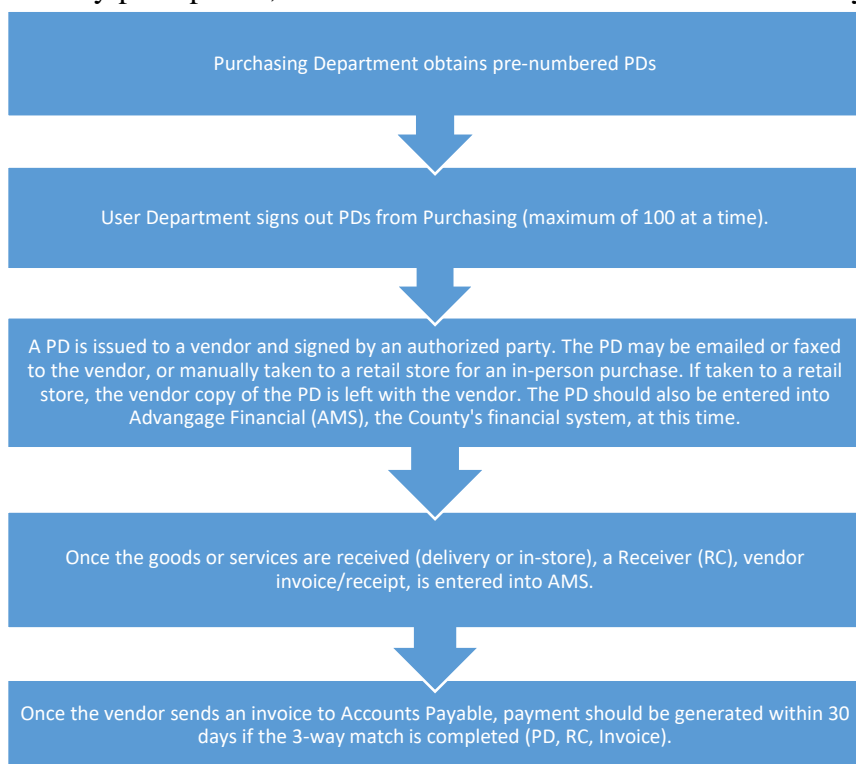 Purchasing Department obtains pre-numbered PDs
User Department signs out PDs from Purchasing (maximum of 100 at a time).
A PD is issued to a vendor and signed by an authorized party. The PD may be emailed or faxed
to the vendor, or manually taken to a retail store for an in-person purchase. If taken to a retail
store, the vendor copy of the PD is left with the vendor. The PD should also be entered into
Advangage Financial (AMS), the County's financial system, at this time.
Once the goods or services are received (delivery or in-store), a Receiver (RC), vendor
invoice/receipt, is entered into AMS.
Once the vendor sends an invoice to Accounts Payable, payment should be generated within 30
days if the 3-way match is completed (PD, RC, Invoice).